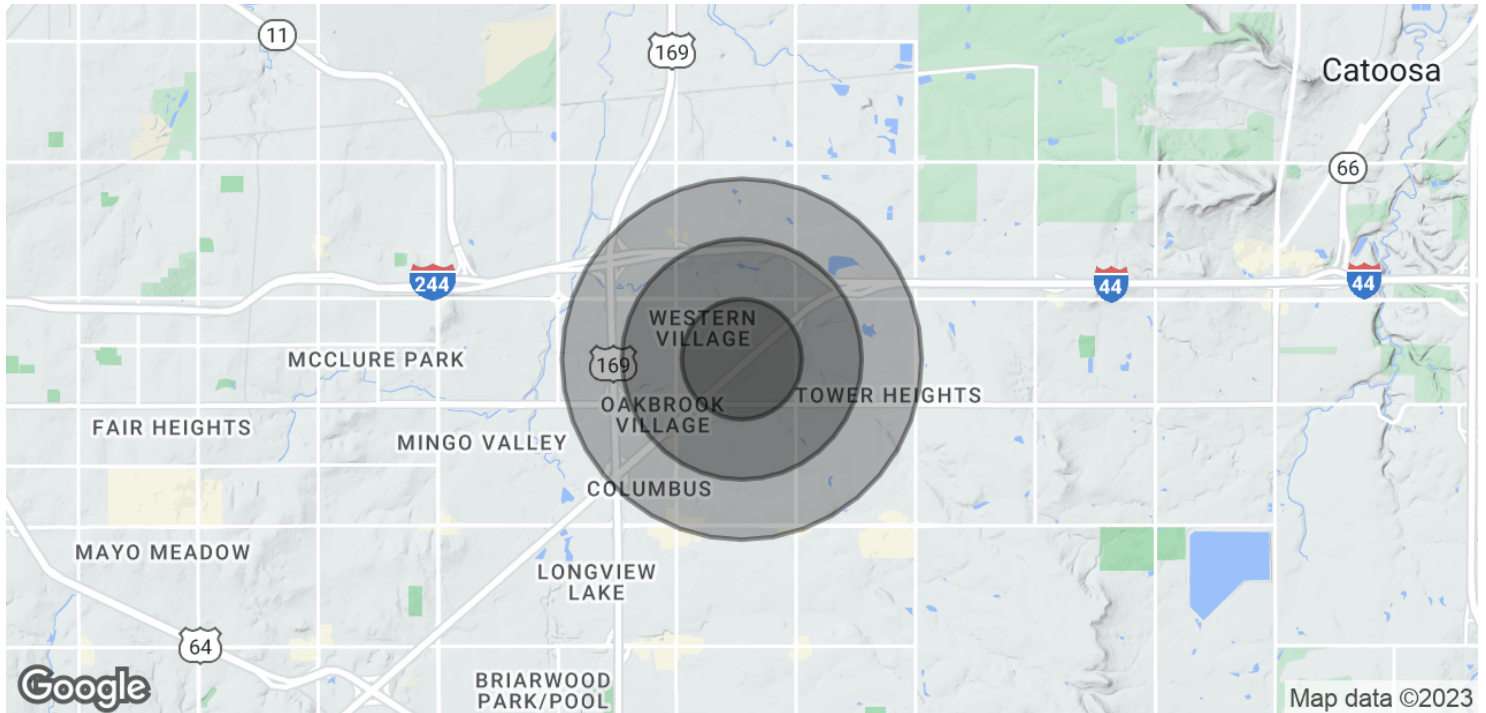 11
169
Catoosa
66
244
44
44
WESTERN
VILLAGE
MCCLURE PARK
169
TOWER HEIGHTS
OAKBROOK
VILLAGE
FAIR HEIGHTS
MINGO VALLEY
COLUMBUS
MAYO MEADOW
LONGVIEW
LAKE
64
BRIARWOOD
PARK/POOL
Google
Map data ©2023